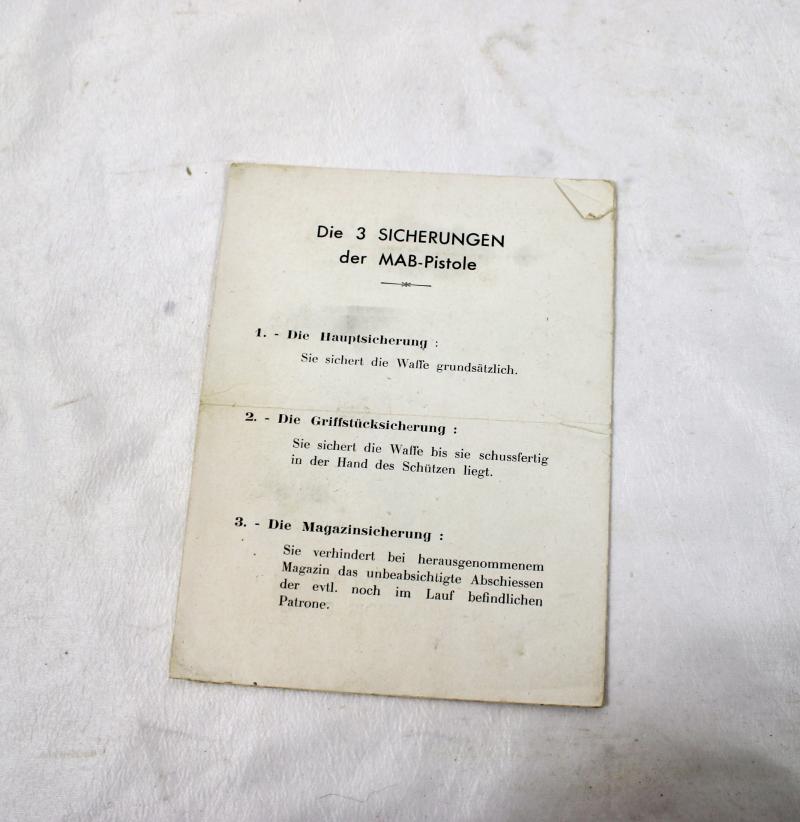 Die 3 SICHERUNGEN
der MAB-Pistole
1. - Die Hauptsicherung :
Sie sichert die Waffe grundsätzlich.
2. - Die Griffstücksicherung :
Sie sichert die Waffe bis sie schussfertig
in der Hand des Schützen liegt.
3. - Die Magazinsicherung :
Sie verhindert bei herausgenommenem
Magazin das unbeabsichtigte Abschiessen
der evtl. noch im Lauf befindlichen
Patrone.